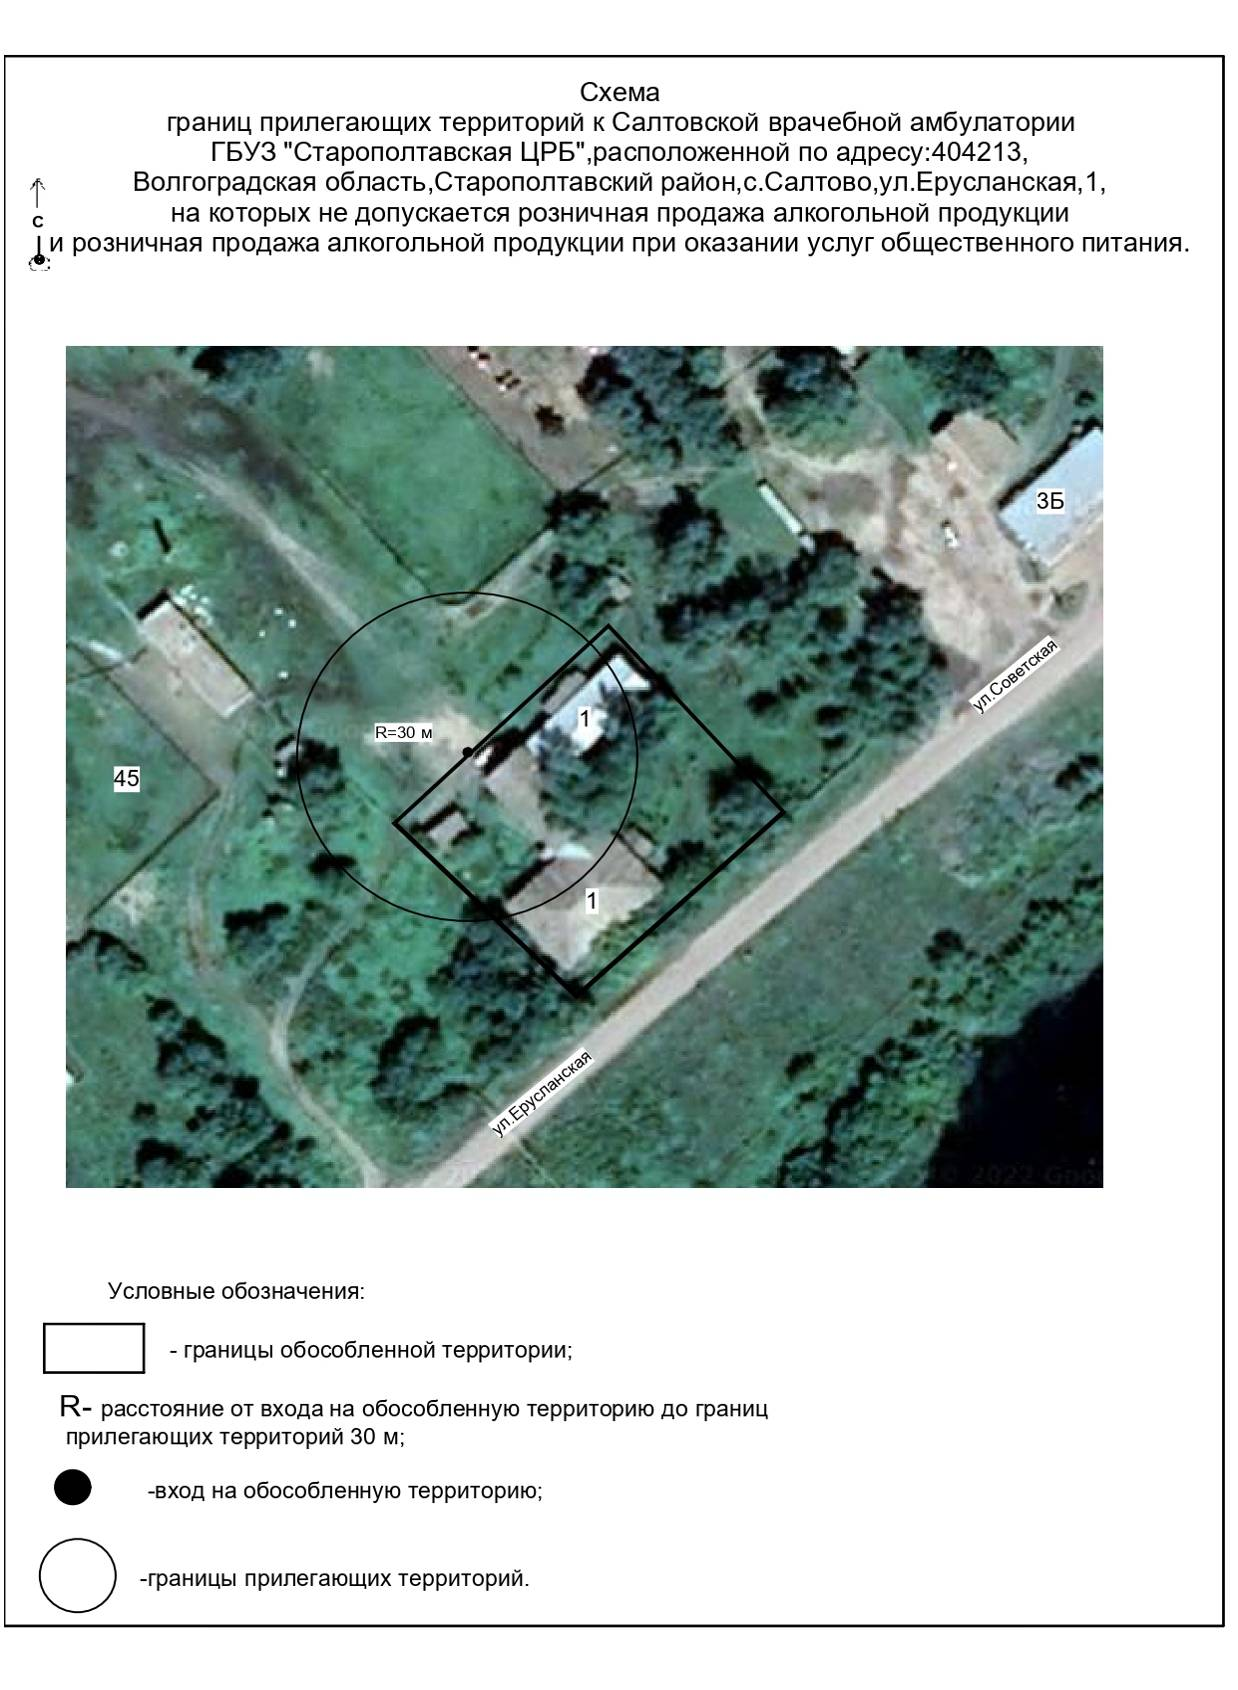 Схема
границ прилегающих территорий к Салтовской врачебной амбулатории
ГБУЗ "Старополтавская ЦРБ",расположенной по адресу:404213,
Волгоградская область,Старополтавский район,с.Салтово,ул.Ерусланская,1,
на которых не допускается розничная продажа алкогольной продукции
и розничная продажа алкогольной продукции при оказании услуг общественного питания.
С
3Б
ул.Советская
1
R=30 м
45
1
ул.Ерусланская
© 2022 Goo
Условные обозначения:
- границы обособленной территории;
R- расстояние от входа на обособленную территорию до границ
прилегающих территорий 30 м;
-вход на обособленную территорию;
-границы прилегающих территорий.